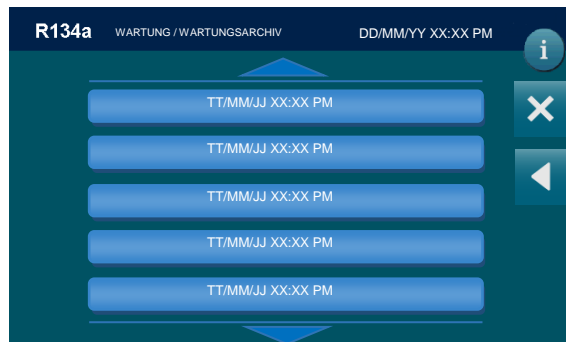 R134a WARTUNG / WARTUNGSARCHIV DD/MM/YY XX:XX PM
i
TT/MM/JJ XX:XX PM
TT/MM/JJ XX:XX PM
TT/MM/JJ XX:XX PM
TT/MM/JJ XX:XX PM
TT/MM/JJ XX:XX PM